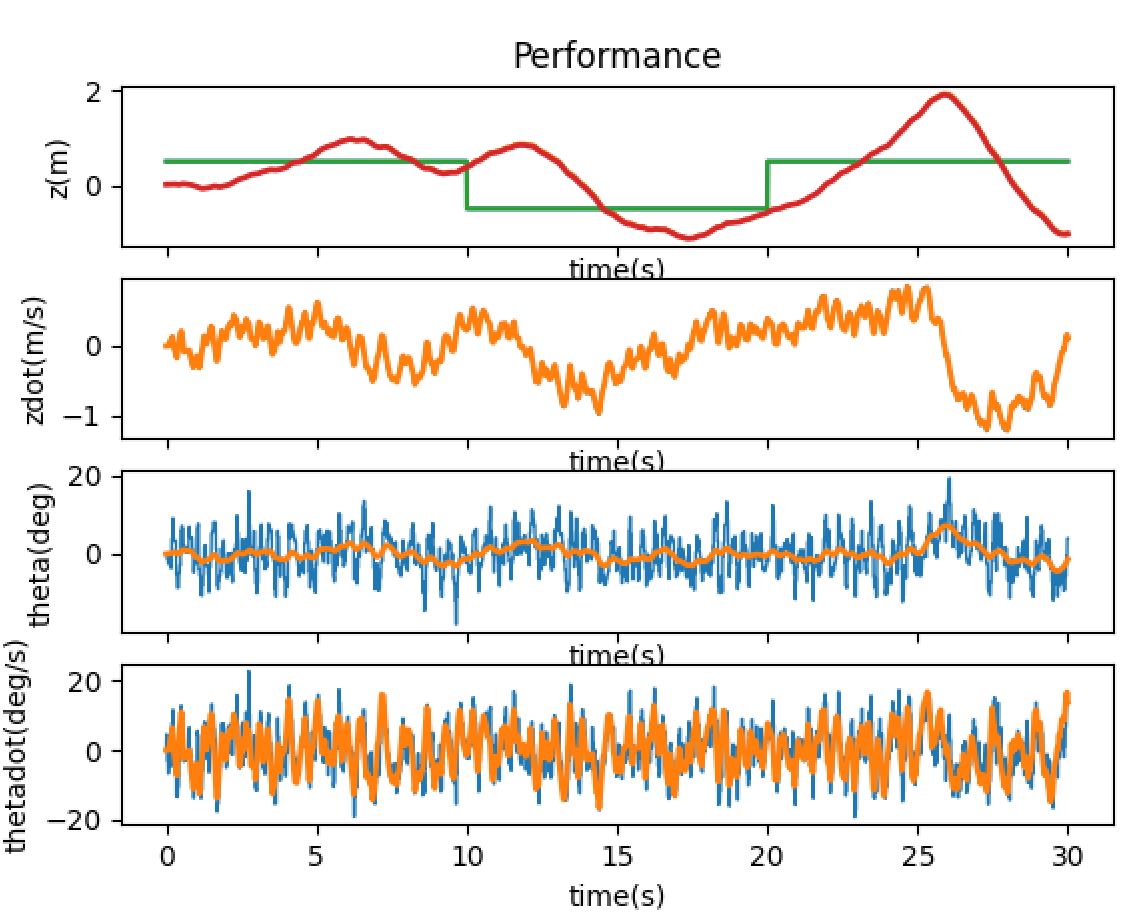 Performance
2
0
z(m)
time(s)
0
−1
zdot(m/s)
time(s)
20
0
theta(deg)
time(s)
20
0
−20
thetadot(deg/s)
0 5 10 15 20 25 30
time(s)